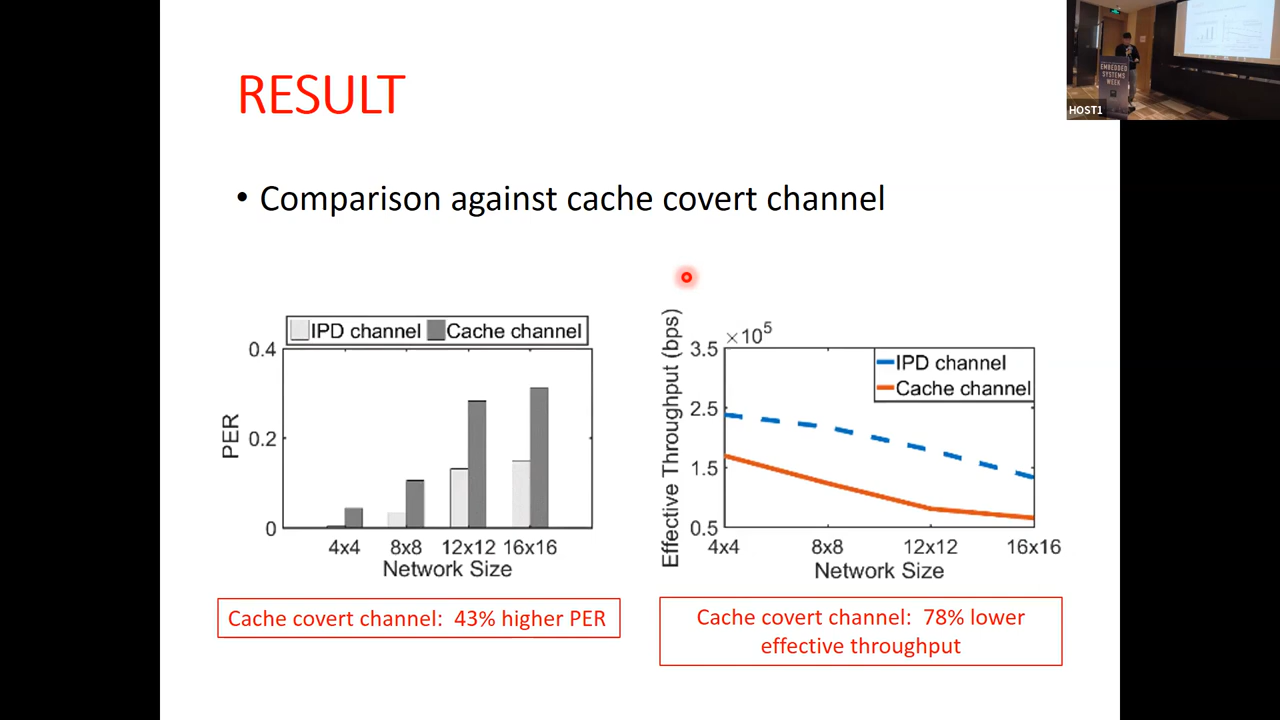 RESULT
• Comparison against cache covert channel
IPD channel Cache channel
0.4
0.2
0
PER
4x4 8x8 12x12 16x16
Network Size
Cache covert channel: 43% higher PER
×10⁵
3.5
2.5
1.5
0.5
Effective Throughput (bps)
IPD channel
Cache channel
4x4 8x8 12x12 16x16
Network Size
Cache covert channel: 78% lower
effective throughput
EMBEDDED
SYSTEMS
WEEK
HOST1